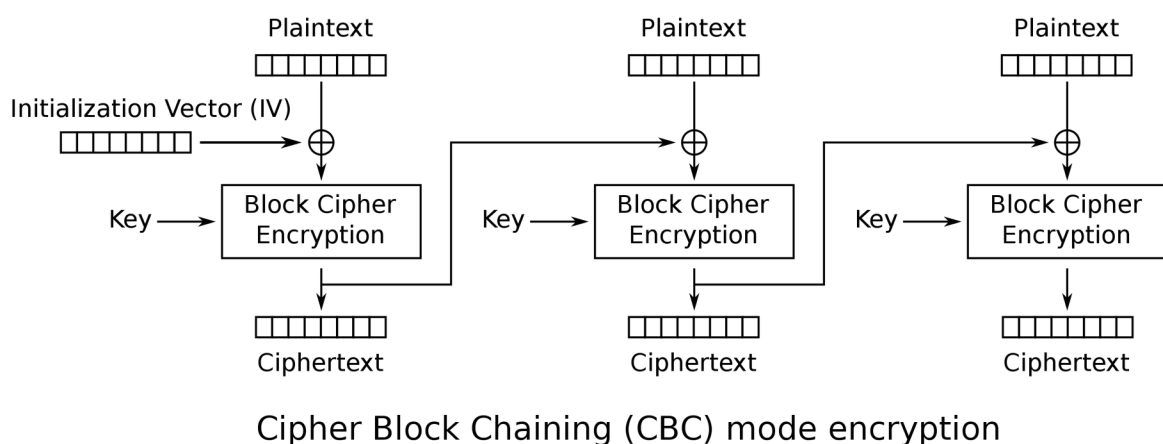 Plaintext
Plaintext
Plaintext
Initialization Vector (IV)
Key
Block Cipher
Encryption
Key
Block Cipher
Encryption
Key
Block Cipher
Encryption
Ciphertext
Ciphertext
Ciphertext
Cipher Block Chaining (CBC) mode encryption